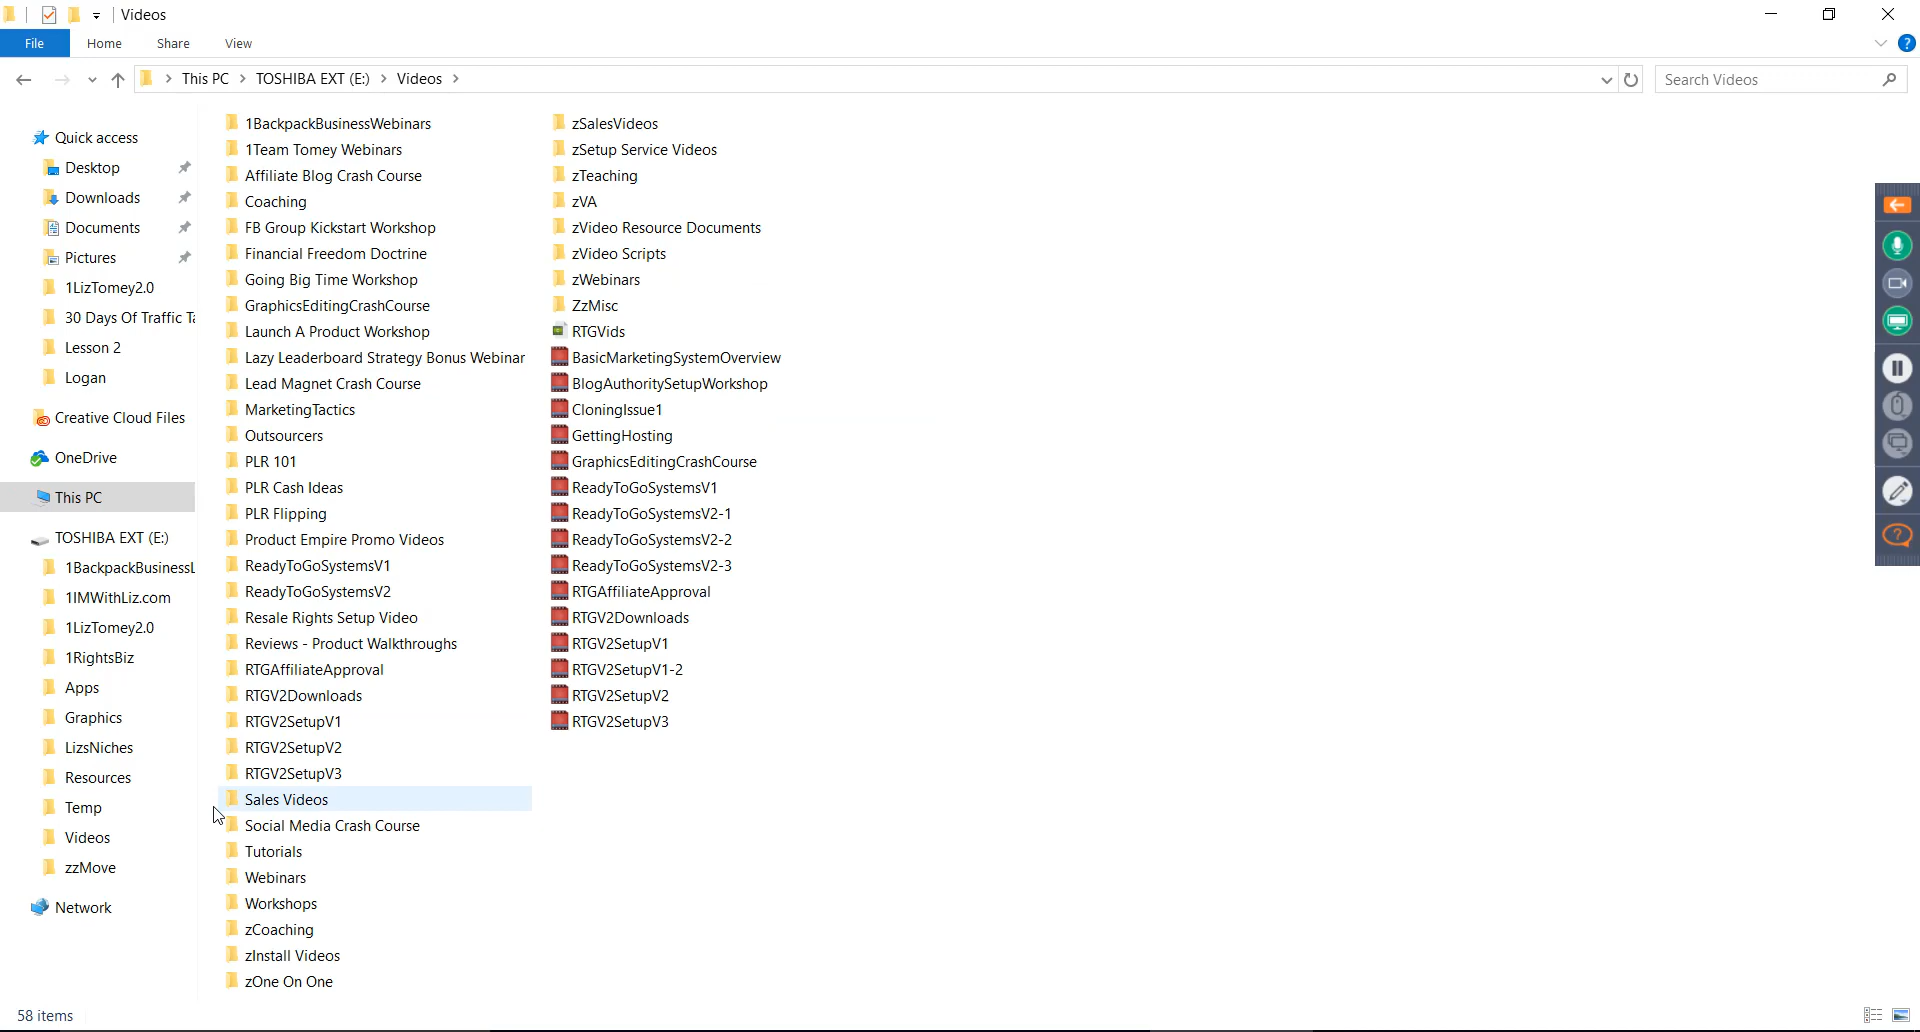 Videos
File
Home
Share
View
?
This PC
TOSHIBA EXT (E:)
Videos
Search Videos
Quick access
Desktop
Downloads
Documents
Pictures
1LizTomey2.0
30 Days Of Traffic Ta
Lesson 2
Logan
Creative Cloud Files
OneDrive
This PC
TOSHIBA EXT (E:)
1BackpackBusinessL
1IMWithLiz.com
1LizTomey2.0
1RightsBiz
Apps
Graphics
LizsNiches
Resources
Temp
Videos
zzMove
Network
1BackpackBusinessWebinars
1Team Tomey Webinars
Affiliate Blog Crash Course
Coaching
FB Group Kickstart Workshop
Financial Freedom Doctrine
Going Big Time Workshop
GraphicsEditingCrashCourse
Launch A Product Workshop
Lazy Leaderboard Strategy Bonus Webinar
Lead Magnet Crash Course
MarketingTactics
Outsourcers
PLR 101
PLR Cash Ideas
PLR Flipping
Product Empire Promo Videos
ReadyToGoSystemsV1
ReadyToGoSystemsV2
Resale Rights Setup Video
Reviews - Product Walkthroughs
RTGAffiliateApproval
RTGV2Downloads
RTGV2SetupV1
RTGV2SetupV2
RTGV2SetupV3
Sales Videos
Social Media Crash Course
Tutorials
Webinars
Workshops
zCoaching
zInstall Videos
zOne On One
zSalesVideos
zSetup Service Videos
zTeaching
zVA
zVideo Resource Documents
zVideo Scripts
zWebinars
ZzMisc
RTGVids
BasicMarketingSystemOverview
BlogAuthoritySetupWorkshop
CloningIssue1
GettingHosting
GraphicsEditingCrashCourse
ReadyToGoSystemsV1
ReadyToGoSystemsV2-1
ReadyToGoSystemsV2-2
ReadyToGoSystemsV2-3
RTGAffiliateApproval
RTGV2Downloads
RTGV2SetupV1
RTGV2SetupV1-2
RTGV2SetupV2
RTGV2SetupV3
?
58 items